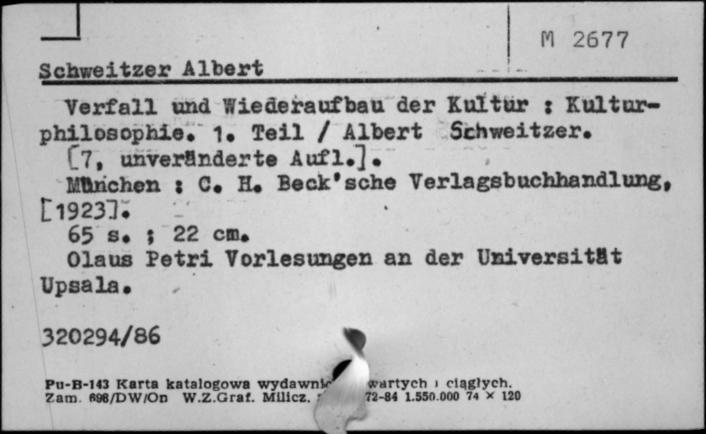 M 2677
Schweitzer Albert
Verfall und Wiederaufbau der Kultur : Kultur-
philosophie. 1. Teil / Albert Schweitzer.
[7, unveränderte Aufl.].
München : C. H. Beck'sche Verlagsbuchhandlung,
[1923].
65 s. ; 22 cm.
Olaus Petri Vorlesungen an der Universität
Upsala.
320294/86
Pu-B-143 Karta katalogowa wydawnic wartych i ciągłych.
Zam. 698/DW/On W.Z.Graf. Milicz. 72-84 1.550.000 74 × 120